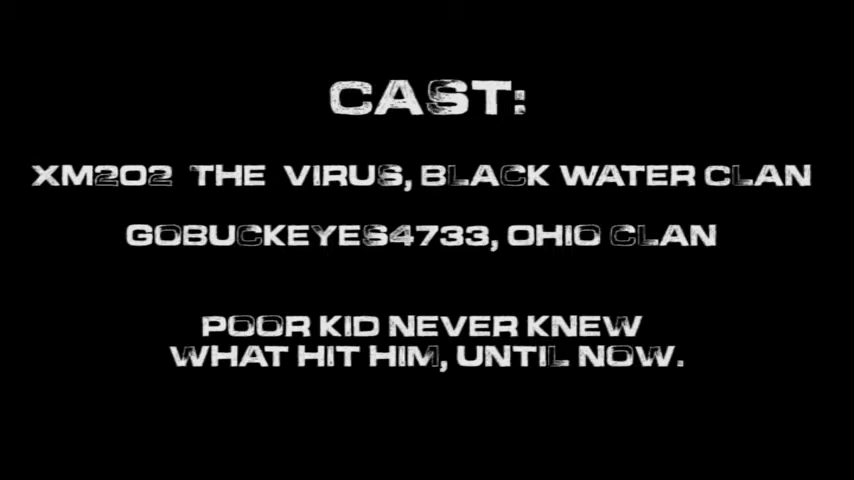 CAST:
XM202 THE VIRUS, BLACK WATER CLAN
GOBUCKEYES4733, OHIO CLAN
POOR KID NEVER KNEW
WHAT HIT HIM, UNTIL NOW.